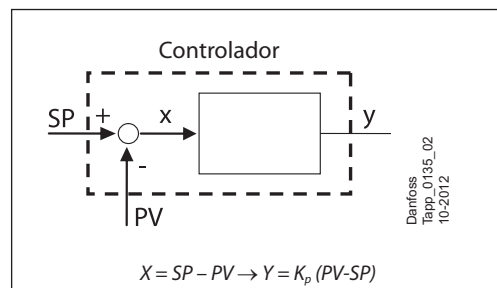 Controlador
SP
+
x
y
-
PV
Danfoss
Tapp_0135_02
10-2012
X = SP – PV → Y = Kp (PV-SP)